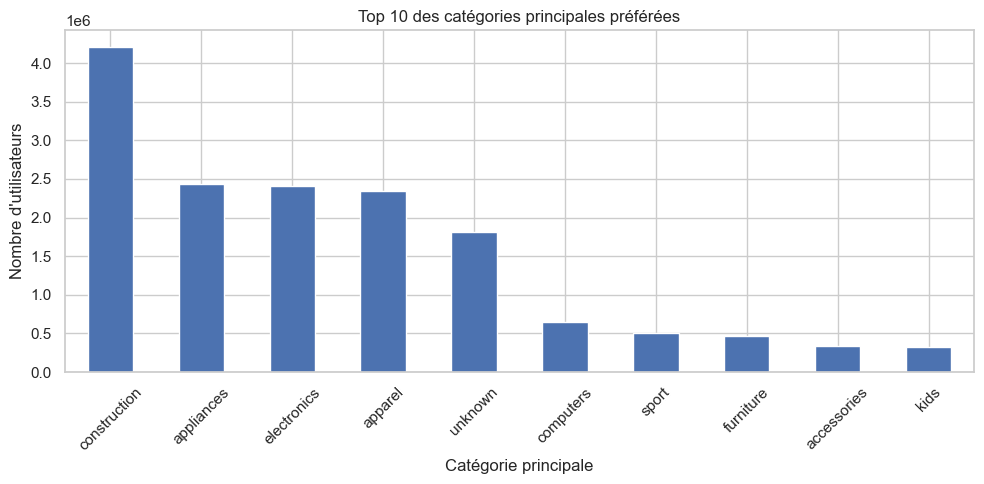 Top 10 des catégories principales préférées
1e6
4.0
3.5
3.0
2.5
2.0
1.5
1.0
0.5
0.0
Nombre d'utilisateurs
construction
appliances
electronics
apparel
unknown
computers
sport
furniture
accessories
kids
Catégorie principale